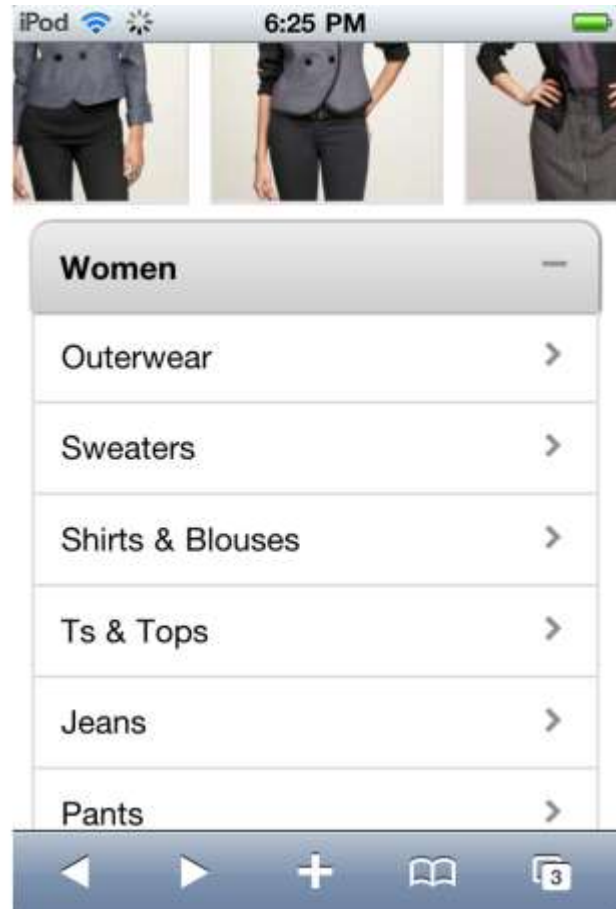 iPod 6:25 PM
Women
Outerwear
Sweaters
Shirts & Blouses
Ts & Tops
Jeans
Pants
3